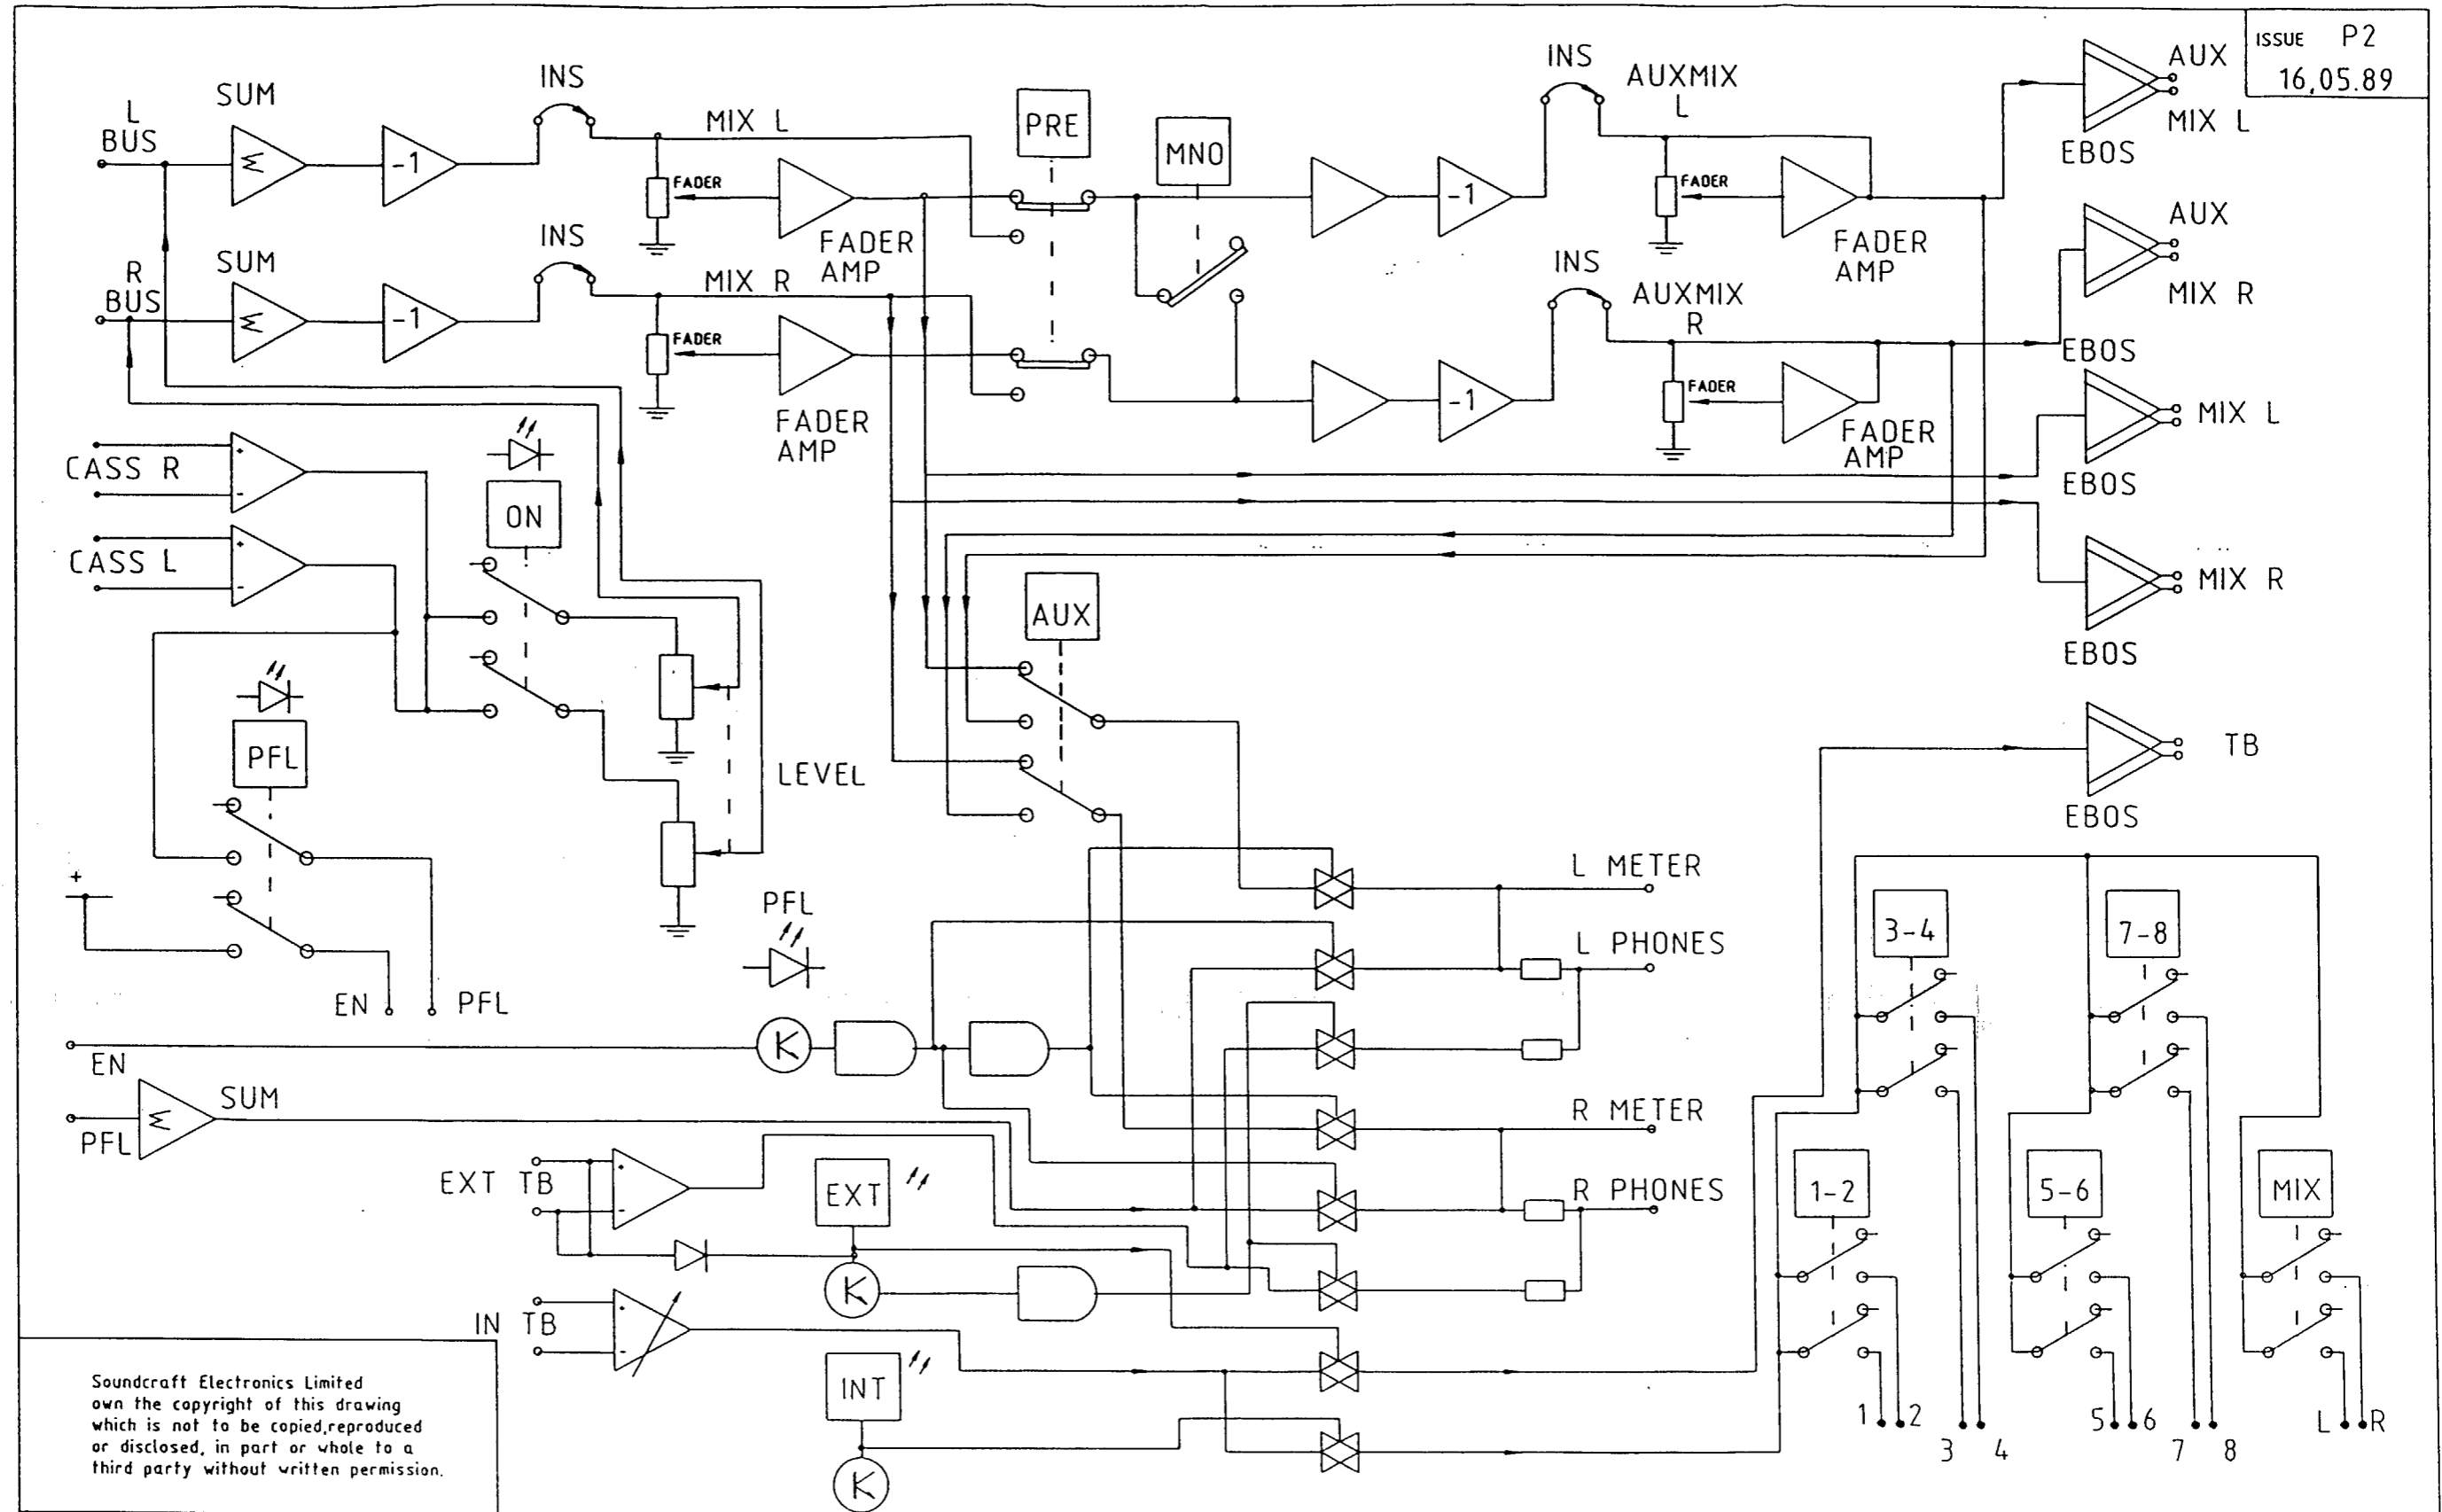 ISSUE P2
16,05.89
L
BUS
SUM
-1
INS
MIX L
FADER
FADER
AMP
PRE
MNO
-1
INS
AUXMIX
L
FADER
FADER
AMP
AUX
MIX L
EBOS
R
BUS
SUM
-1
INS
MIX R
FADER
FADER
AMP
-1
INS
AUXMIX
R
FADER
FADER
AMP
AUX
MIX R
EBOS
MIX L
EBOS
MIX R
EBOS
CASS R
+
-
CASS L
+
-
ON
AUX
LEVEL
PFL
+
EN PFL
TB
EBOS
PFL
L METER
L PHONES
R METER
R PHONES
EN
K
PFL
Σ
SUM
EXT TB
+
-
EXT
K
IN TB
+
-
INT
K
3-4
7-8
1-2
5-6
MIX
1 2
3 4
5 6
7 8
L R
Soundcraft Electronics Limited
own the copyright of this drawing
which is not to be copied,reproduced
or disclosed, in part or whole to a
third party without written permission.